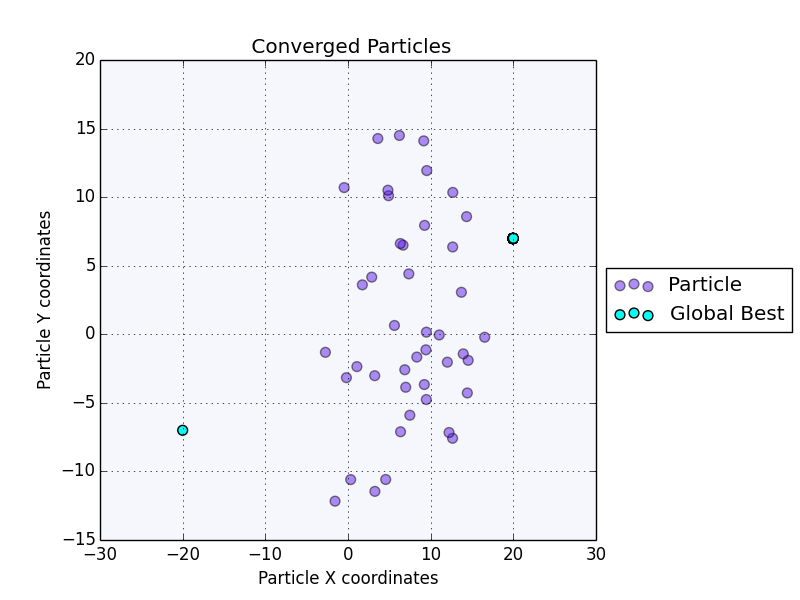 Converged Particles
20
15
10
5
0
−5
−10
−15
Particle Y coordinates
−30 −20 −10 0 10 20 30
Particle X coordinates
Particle
Global Best